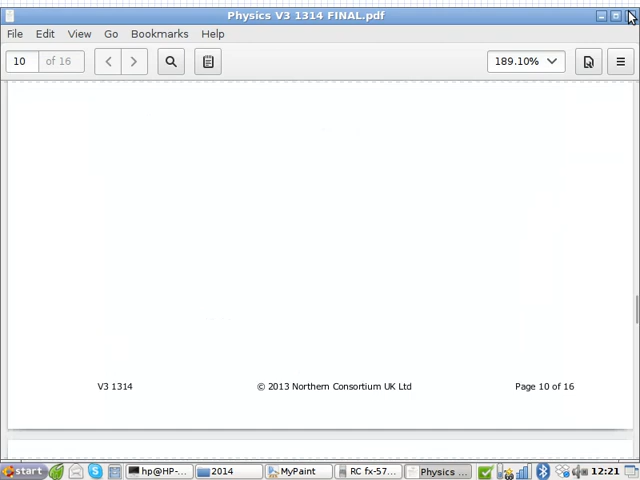 Physics V3 1314 FINAL.pdf
File Edit View Go Bookmarks Help
10 of 16 189.10%
V3 1314 © 2013 Northern Consortium UK Ltd Page 10 of 16
start hp@HP-... 2014 MyPaint RC fx-57... Physics ... 12:21